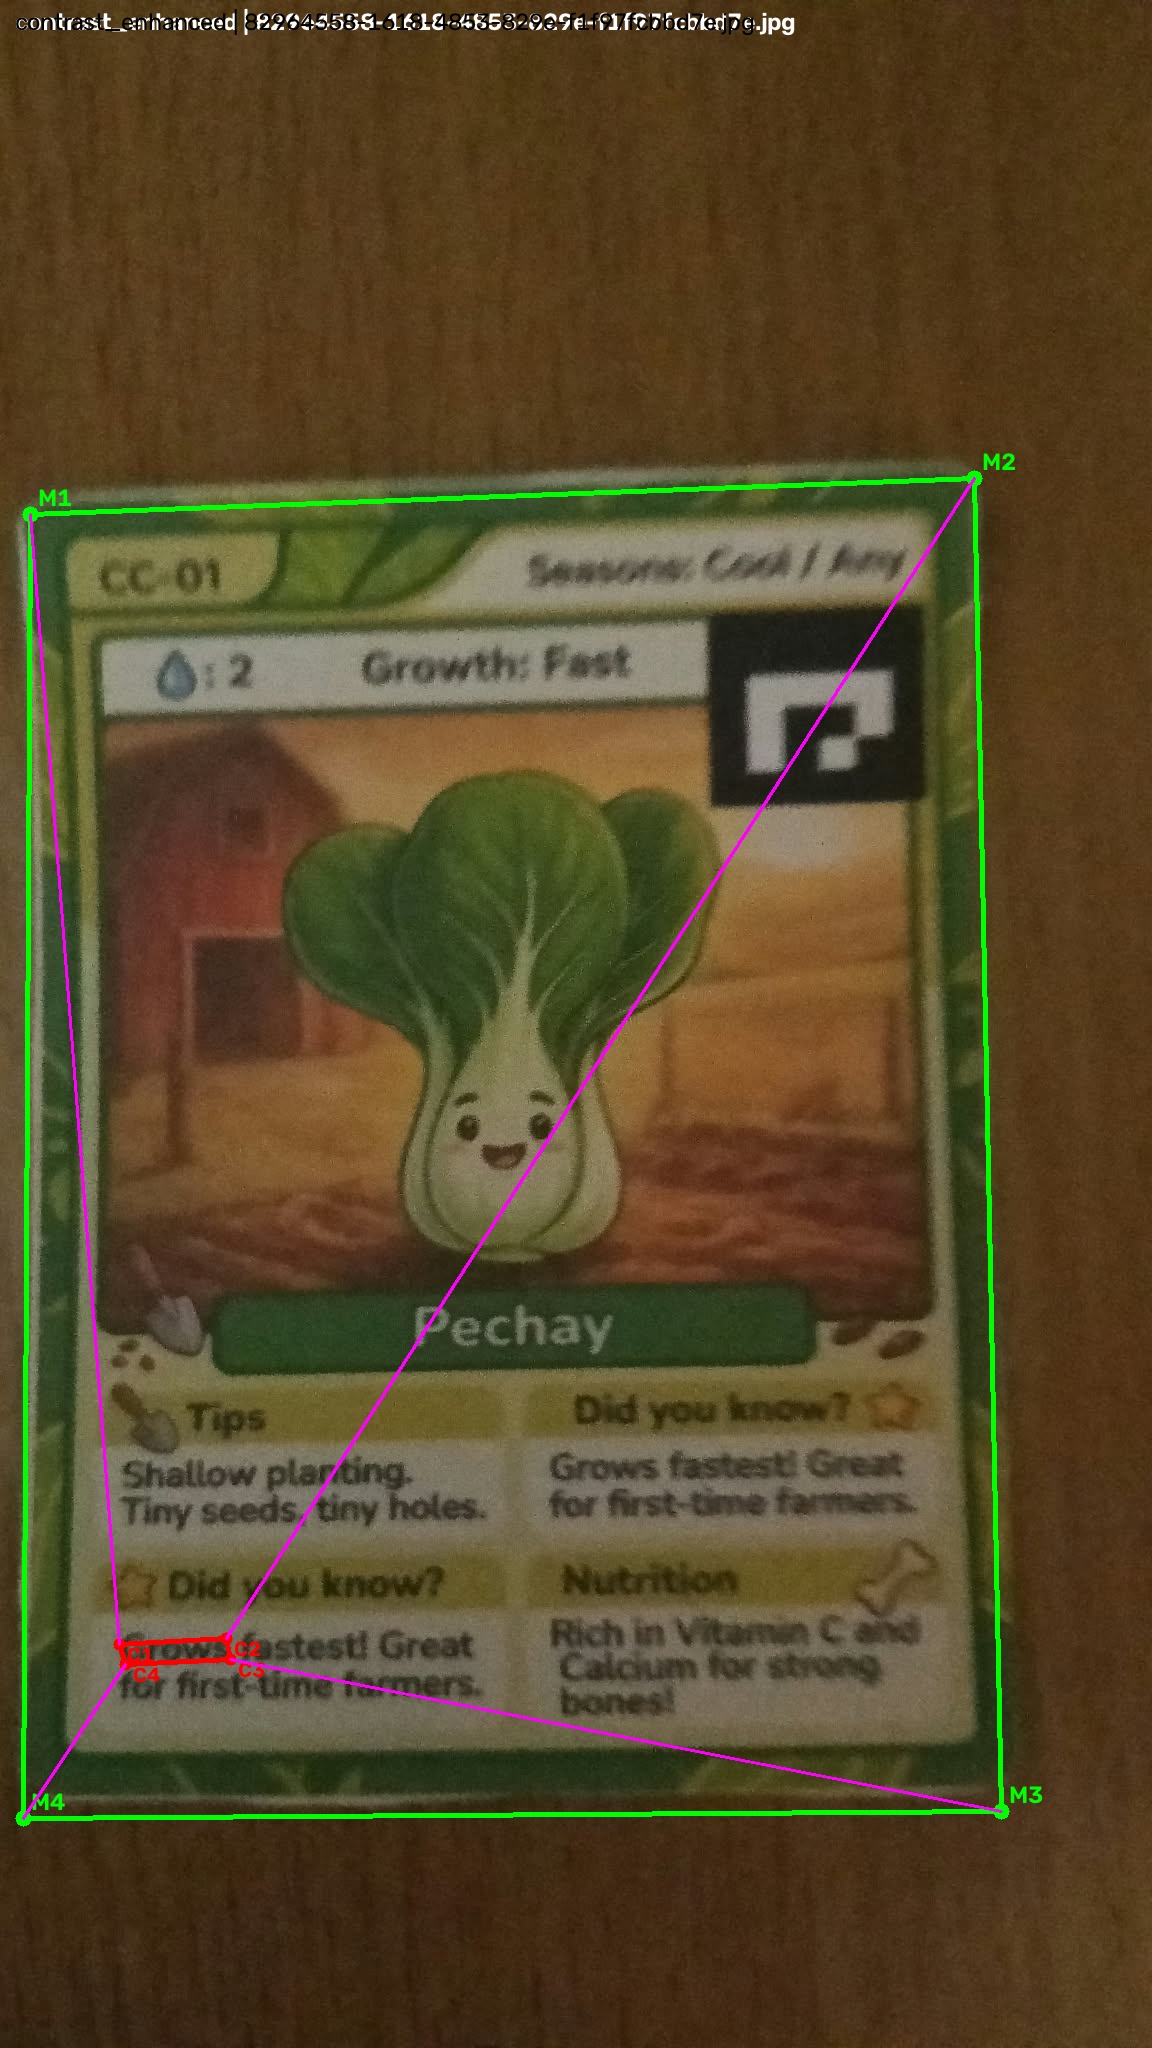 M1
M2
CC-01
Seasons: Cool / Any
: 2
Growth: Fast
Pechay
Tips
Shallow planting.
Tiny seeds, tiny holes.
Did you know?
Grows fastest! Great
for first-time farmers.
Did you know?
Grows fastest! Great
for first-time farmers.
C2
C3
C4
Nutrition
Rich in Vitamin C and
Calcium for strong
bones!
M4
M3